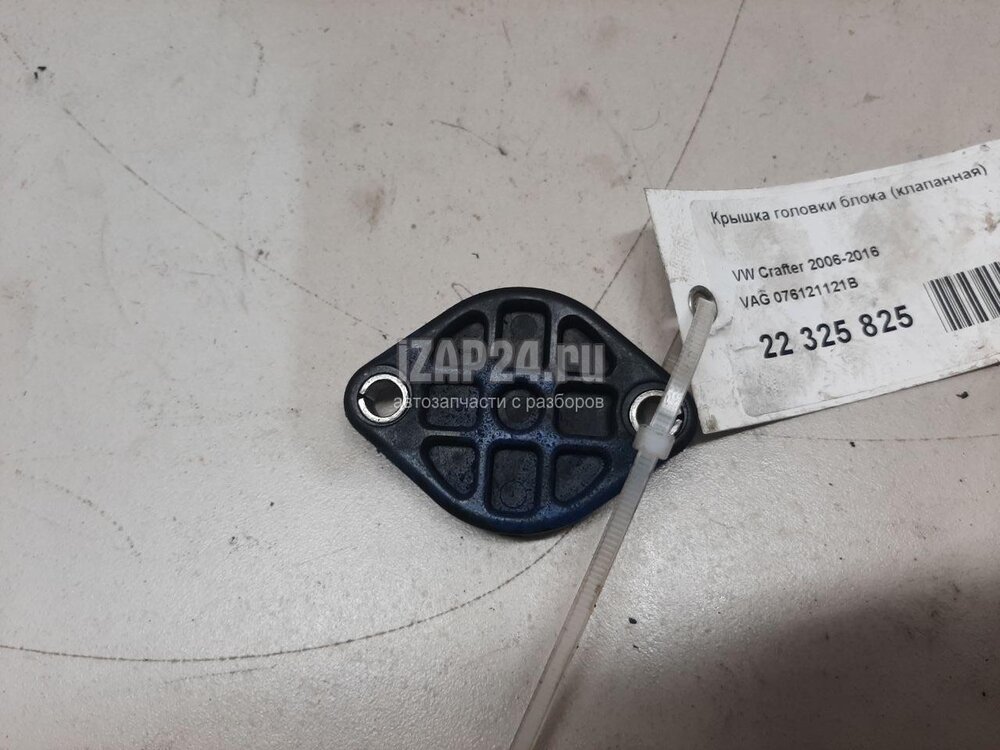 Крышка головки блока (клапанная)
VW Crafter 2006-2016
VAG 076121121B
22 325 825
iZAP24.ru
автозапчасти с разборов